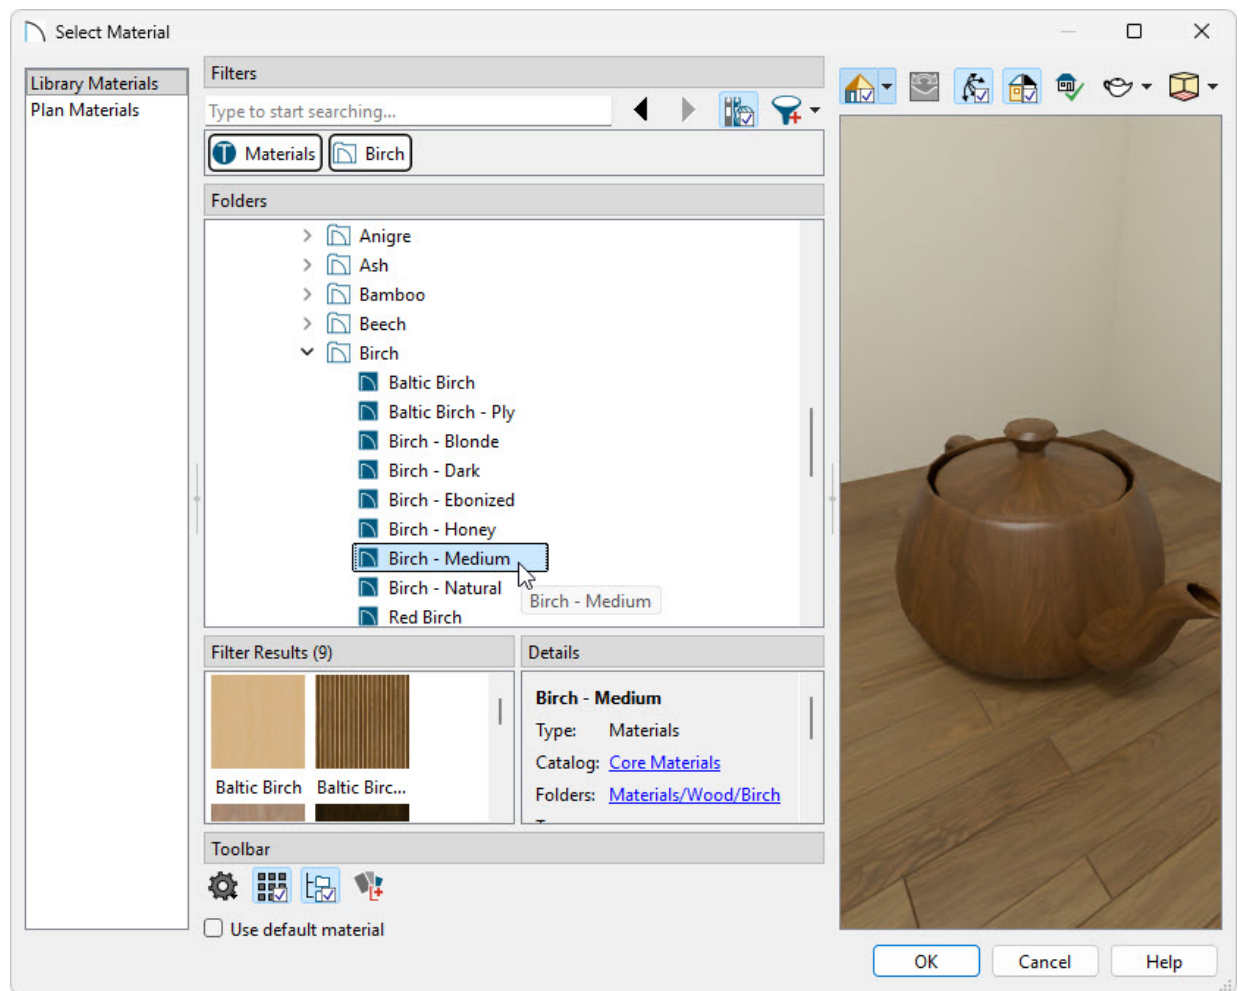 Select Material
Library Materials
Plan Materials
Filters
Type to start searching...
Materials
Birch
Folders
Anigre
Ash
Bamboo
Beech
Birch
Baltic Birch
Baltic Birch - Ply
Birch - Blonde
Birch - Dark
Birch - Ebonized
Birch - Honey
Birch - Medium
Birch - Natural
Birch - Medium
Red Birch
Filter Results (9)
Baltic Birch
Baltic Birc...
Details
Birch - Medium
Type: Materials
Catalog: Core Materials
Folders: Materials/Wood/Birch
Toolbar
Use default material
OK
Cancel
Help